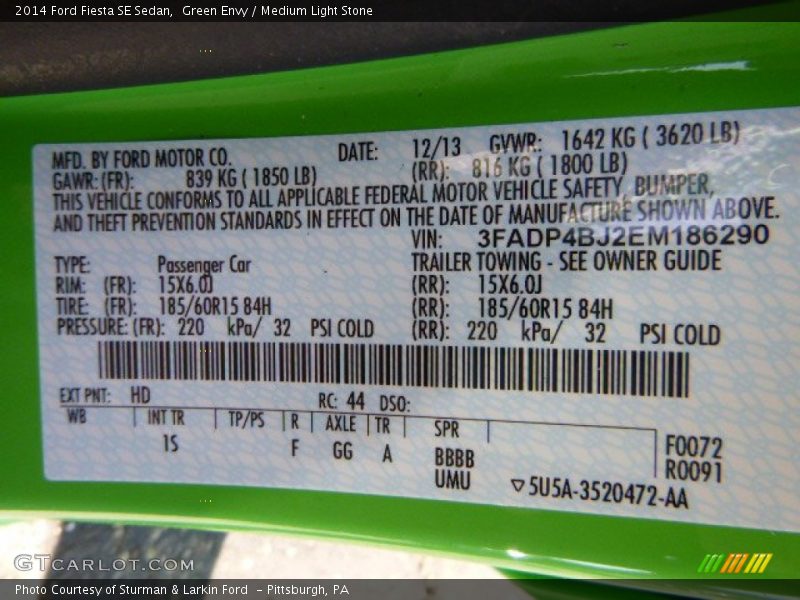 2014 Ford Fiesta SE Sedan,  Green Envy / Medium Light Stone
MFD. BY FORD MOTOR CO. DATE: 12/13 GVWR: 1642 KG ( 3620 LB)
GAWR: (FR): 839 KG ( 1850 LB) (RR): 816 KG ( 1800 LB)
THIS VEHICLE CONFORMS TO ALL APPLICABLE FEDERAL MOTOR VEHICLE SAFETY, BUMPER,
AND THEFT PREVENTION STANDARDS IN EFFECT ON THE DATE OF MANUFACTURE SHOWN ABOVE.
VIN: 3FADP4BJ2EM186290
TYPE: Passenger Car TRAILER TOWING - SEE OWNER GUIDE
RIM: (FR): 15X6.0J (RR): 15X6.0J
TIRE: (FR): 185/60R15 84H (RR): 185/60R15 84H
PRESSURE: (FR): 220 kPa/ 32 PSI COLD (RR): 220 kPa/ 32 PSI COLD
EXT PNT: HD RC: 44 DSO:
WB INT TR TP/PS R AXLE TR SPR
IS F GG A BBBB F0072
UMU R0091
▽5U5A-3520472-AA
GTCARLOT.COM
Photo Courtesy of Sturman & Larkin Ford  - Pittsburgh, PA